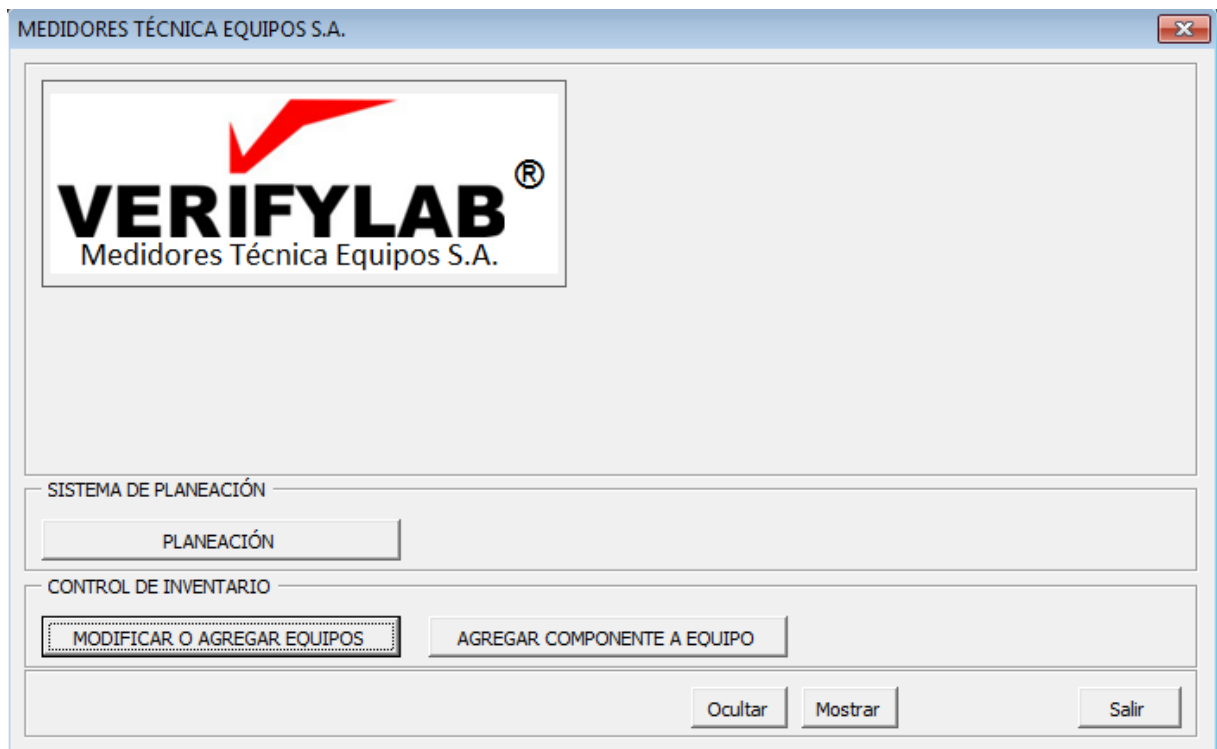 MEDIDORES TÉCNICA EQUIPOS S.A.
VERIFYLAB ®
Medidores Técnica Equipos S.A.
SISTEMA DE PLANEACIÓN
PLANEACIÓN
CONTROL DE INVENTARIO
MODIFICAR O AGREGAR EQUIPOS AGREGAR COMPONENTE A EQUIPO
Ocultar Mostrar Salir